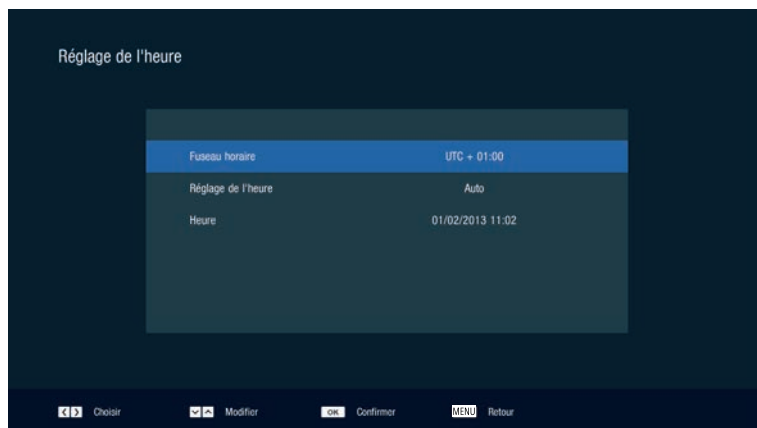 Réglage de l'heure
Fuseau horaire UTC + 01:00
Réglage de l'heure Auto
Heure 01/02/2013 11:02
Choisir Modifier OK Confirmer MENU Retour